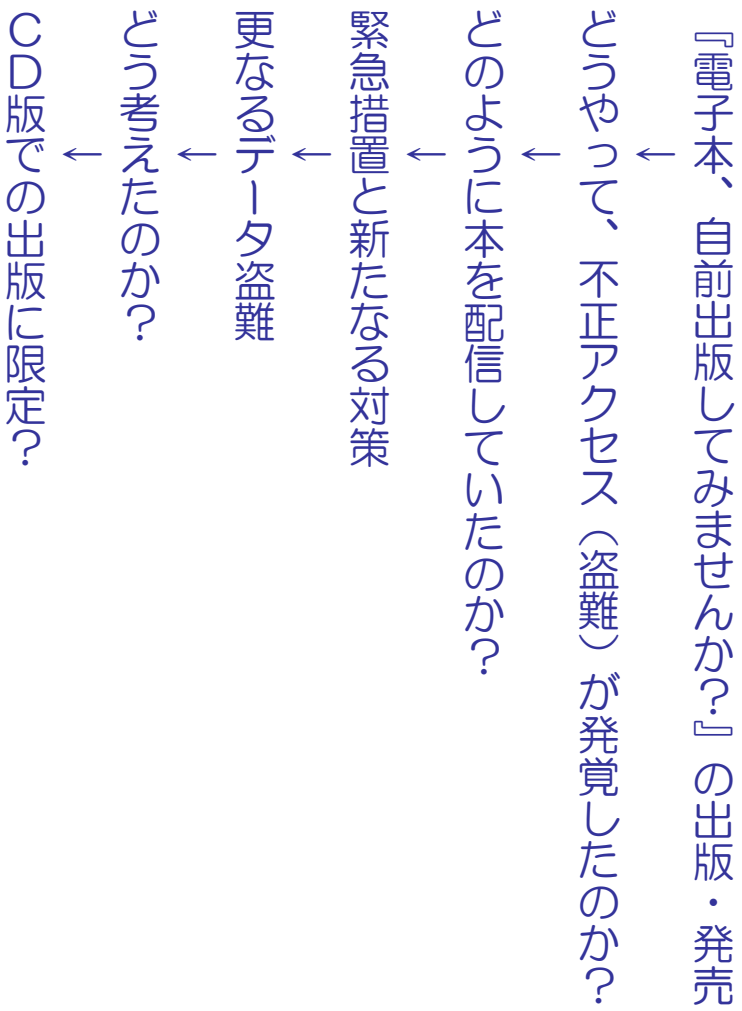 『電子本、自前出版してみませんか？』の出版・発売
←
どうやって、不正アクセス（盗難）が発覚したのか？
←
どのように本を配信していたのか？
←
緊急措置と新たなる対策
←
更なるデータ盗難
←
どう考えたのか？
←
ＣＤ版での出版に限定？